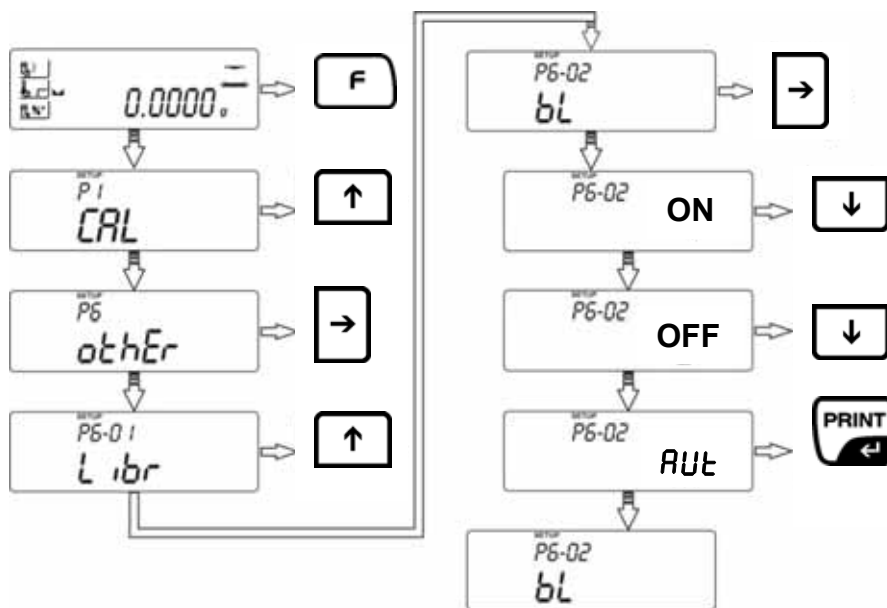 0.0000 g
F
SETUP
P1
CAL
↑
SETUP
P6
othEr
→
SETUP
P6-01
Libr
↑
SETUP
P6-02
bL
→
SETUP
P6-02
ON
↓
SETUP
P6-02
OFF
↓
SETUP
P6-02
AUt
PRINT
↵
SETUP
P6-02
bL